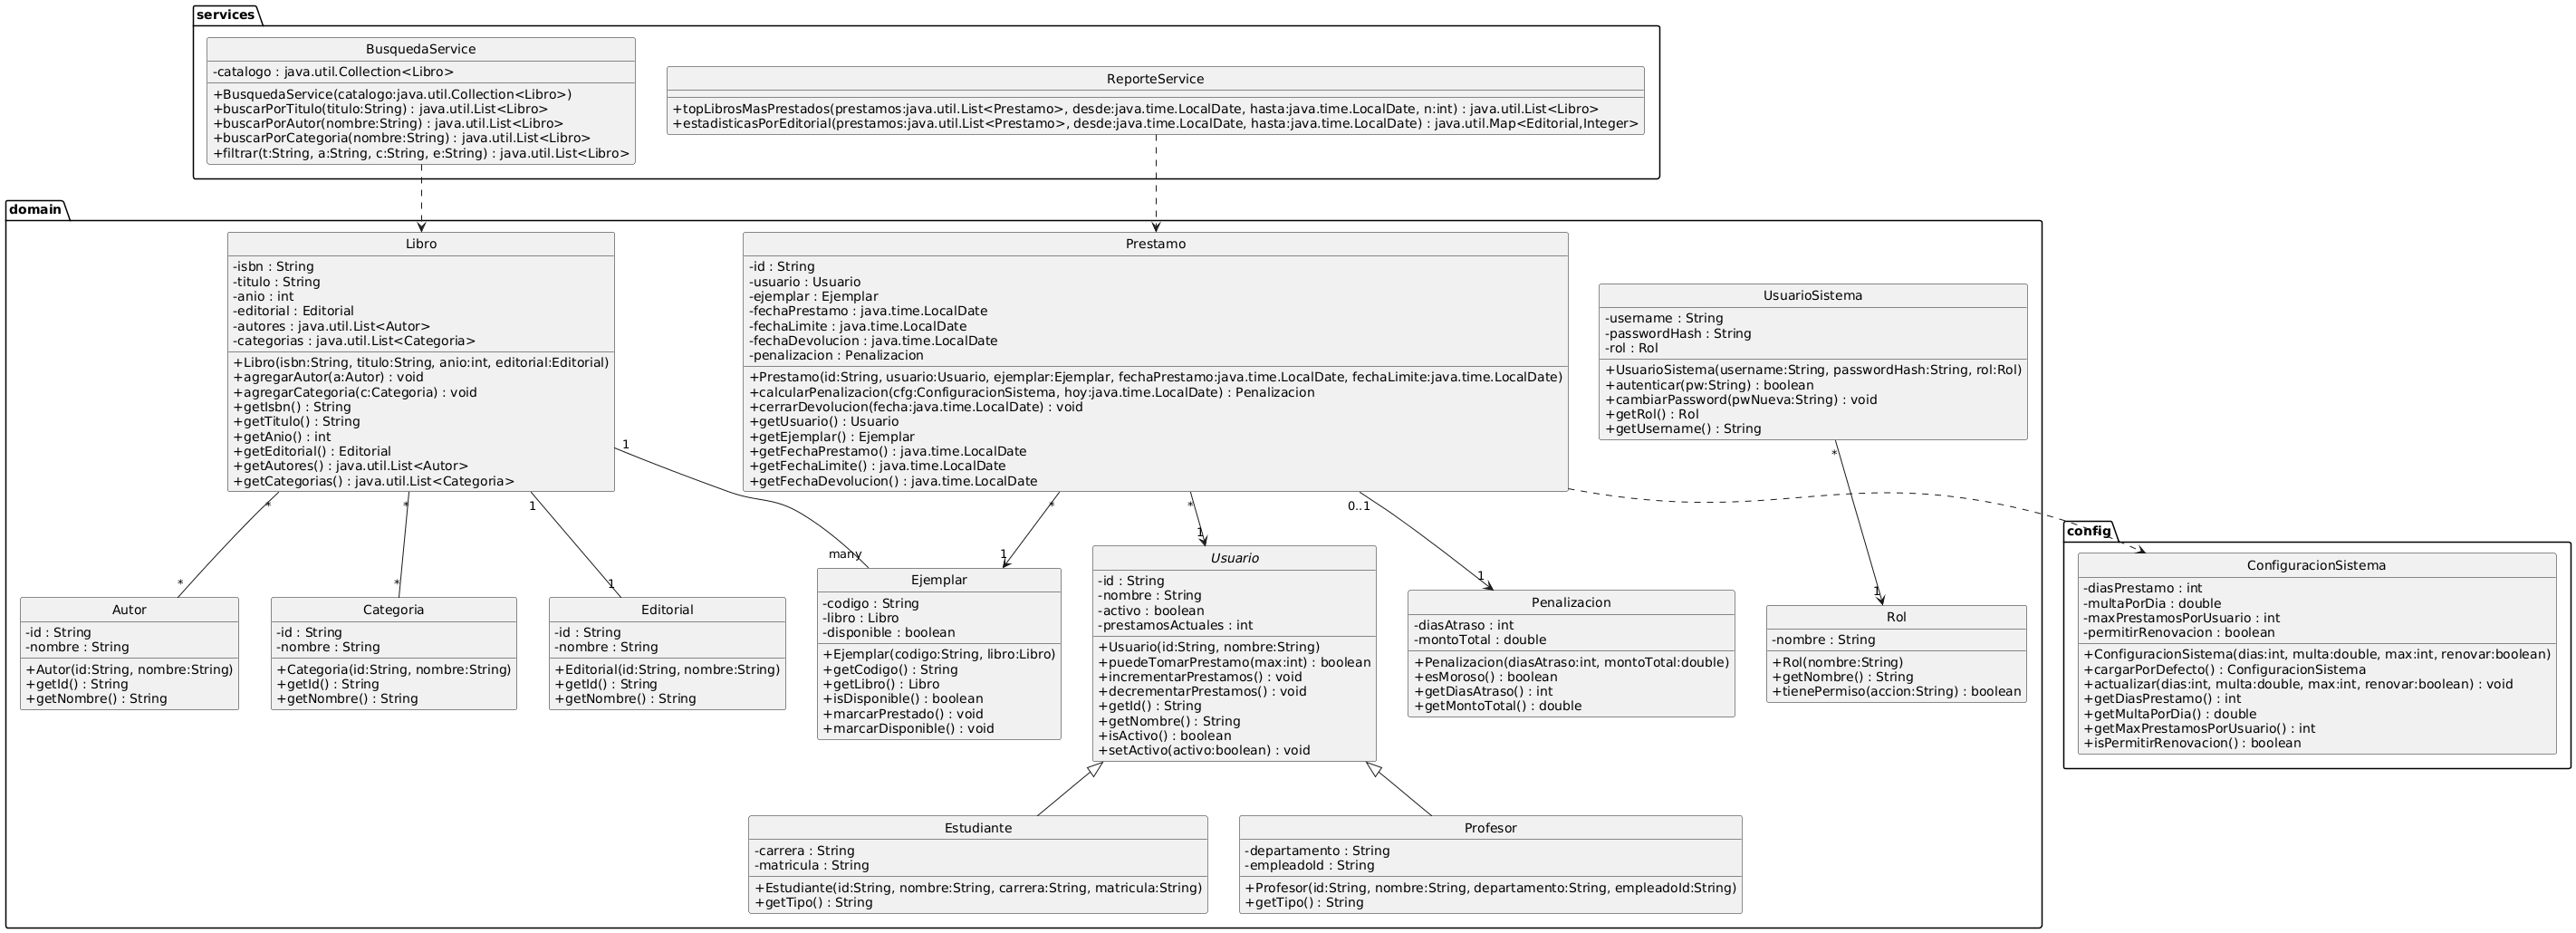 services
BusquedaService
-catalogo : java.util.Collection<Libro>
+BusquedaService(catalogo:java.util.Collection<Libro>)
+buscarPorTitulo(titulo:String) : java.util.List<Libro>
+buscarPorAutor(nombre:String) : java.util.List<Libro>
+buscarPorCategoria(nombre:String) : java.util.List<Libro>
+filtrar(t:String, a:String, c:String, e:String) : java.util.List<Libro>
ReporteService
+topLibrosMasPrestados(prestamos:java.util.List<Prestamo>, desde:java.time.LocalDate, hasta:java.time.LocalDate, n:int) : java.util.List<Libro>
+estadisticasPorEditorial(prestamos:java.util.List<Prestamo>, desde:java.time.LocalDate, hasta:java.time.LocalDate) : java.util.Map<Editorial,Integer>
domain
Libro
-isbn : String
-titulo : String
-anio : int
-editorial : Editorial
-autores : java.util.List<Autor>
-categorias : java.util.List<Categoria>
+Libro(isbn:String, titulo:String, anio:int, editorial:Editorial)
+agregarAutor(a:Autor) : void
+agregarCategoria(c:Categoria) : void
+getIsbn() : String
+getTitulo() : String
+getAnio() : int
+getEditorial() : Editorial
+getAutores() : java.util.List<Autor>
+getCategorias() : java.util.List<Categoria>
Prestamo
-id : String
-usuario : Usuario
-ejemplar : Ejemplar
-fechaPrestamo : java.time.LocalDate
-fechaLimite : java.time.LocalDate
-fechaDevolucion : java.time.LocalDate
-penalizacion : Penalizacion
+Prestamo(id:String, usuario:Usuario, ejemplar:Ejemplar, fechaPrestamo:java.time.LocalDate, fechaLimite:java.time.LocalDate)
+calcularPenalizacion(cfg:ConfiguracionSistema, hoy:java.time.LocalDate) : Penalizacion
+cerrarDevolucion(fecha:java.time.LocalDate) : void
+getUsuario() : Usuario
+getEjemplar() : Ejemplar
+getFechaPrestamo() : java.time.LocalDate
+getFechaLimite() : java.time.LocalDate
+getFechaDevolucion() : java.time.LocalDate
UsuarioSistema
-username : String
-passwordHash : String
-rol : Rol
+UsuarioSistema(username:String, passwordHash:String, rol:Rol)
+autenticar(pw:String) : boolean
+cambiarPassword(pwNueva:String) : void
+getRol() : Rol
+getUsername() : String
1
*
*
*
1
*
*
0..1
many
*
*
1
1
1
1
1
Autor
-id : String
-nombre : String
+Autor(id:String, nombre:String)
+getId() : String
+getNombre() : String
Categoria
-id : String
-nombre : String
+Categoria(id:String, nombre:String)
+getId() : String
+getNombre() : String
Editorial
-id : String
-nombre : String
+Editorial(id:String, nombre:String)
+getId() : String
+getNombre() : String
Ejemplar
-codigo : String
-libro : Libro
-disponible : boolean
+Ejemplar(codigo:String, libro:Libro)
+getCodigo() : String
+getLibro() : Libro
+isDisponible() : boolean
+marcarPrestado() : void
+marcarDisponible() : void
Usuario
-id : String
-nombre : String
-activo : boolean
-prestamosActuales : int
+Usuario(id:String, nombre:String)
+puedeTomarPrestamo(max:int) : boolean
+incrementarPrestamos() : void
+decrementarPrestamos() : void
+getId() : String
+getNombre() : String
+isActivo() : boolean
+setActivo(activo:boolean) : void
Penalizacion
-diasAtraso : int
-montoTotal : double
+Penalizacion(diasAtraso:int, montoTotal:double)
+esMoroso() : boolean
+getDiasAtraso() : int
+getMontoTotal() : double
Rol
-nombre : String
+Rol(nombre:String)
+getNombre() : String
+tienePermiso(accion:String) : boolean
config
ConfiguracionSistema
-diasPrestamo : int
-multaPorDia : double
-maxPrestamosPorUsuario : int
-permitirRenovacion : boolean
+ConfiguracionSistema(dias:int, multa:double, max:int, renovar:boolean)
+cargarPorDefecto() : ConfiguracionSistema
+actualizar(dias:int, multa:double, max:int, renovar:boolean) : void
+getDiasPrestamo() : int
+getMultaPorDia() : double
+getMaxPrestamosPorUsuario() : int
+isPermitirRenovacion() : boolean
Estudiante
-carrera : String
-matricula : String
+Estudiante(id:String, nombre:String, carrera:String, matricula:String)
+getTipo() : String
Profesor
-departamento : String
-empleadoId : String
+Profesor(id:String, nombre:String, departamento:String, empleadoId:String)
+getTipo() : String